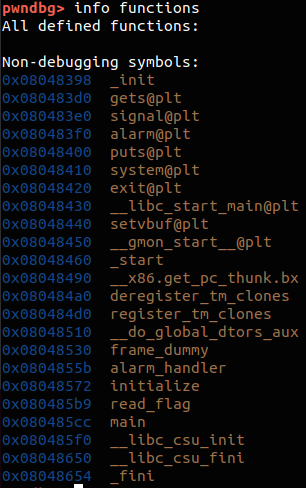 pwndbg> info functions
All defined functions:

Non-debugging symbols:
0x08048398  _init
0x080483d0  gets@plt
0x080483e0  signal@plt
0x080483f0  alarm@plt
0x08048400  puts@plt
0x08048410  system@plt
0x08048420  exit@plt
0x08048430  __libc_start_main@plt
0x08048440  setvbuf@plt
0x08048450  __gmon_start__@plt
0x08048460  _start
0x08048490  __x86.get_pc_thunk.bx
0x080484a0  deregister_tm_clones
0x080484d0  register_tm_clones
0x08048510  __do_global_dtors_aux
0x08048530  frame_dummy
0x0804855b  alarm_handler
0x08048572  initialize
0x080485b9  read_flag
0x080485cc  main
0x080485f0  __libc_csu_init
0x08048650  __libc_csu_fini
0x08048654  _fini